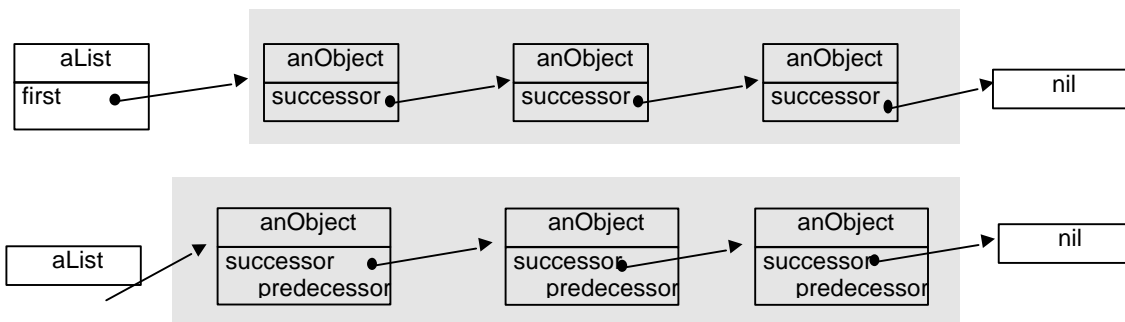 aList
first
anObject
successor
anObject
successor
anObject
successor
nil
aList
anObject
successor
predecessor
anObject
successor
predecessor
anObject
successor
predecessor
nil